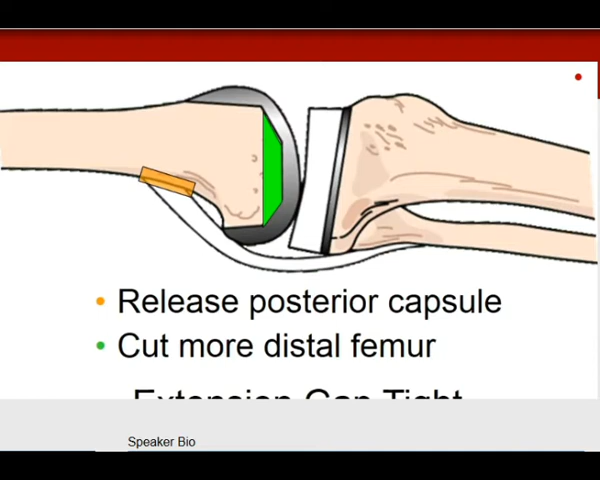 • Release posterior capsule
• Cut more distal femur
Extension Gap Tight
Speaker Bio